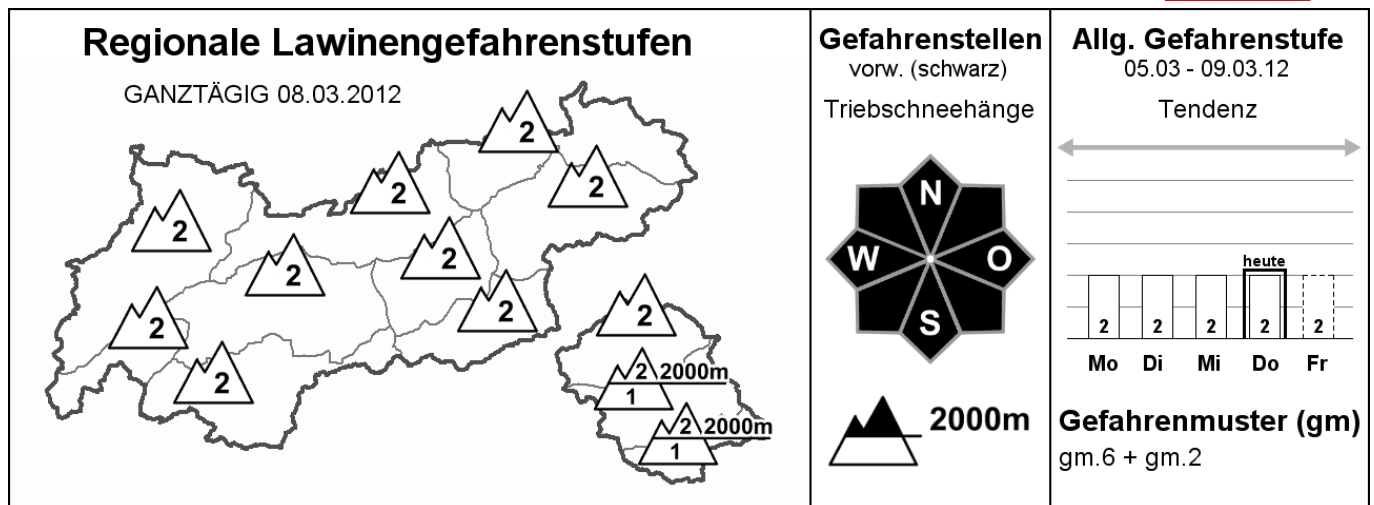 Regionale Lawinengefahrenstufen
GANZTÄGIG 08.03.2012
2
2
2
2
2
2
2
2
2
2
2 2000m
1
2 2000m
1
Gefahrenstellen
vorw. (schwarz)
Triebschneehänge
N
W O
S
2000m
Allg. Gefahrenstufe
05.03 - 09.03.12
Tendenz
heute
2 2 2 2 2
Mo Di Mi Do Fr
Gefahrenmuster (gm)
gm.6 + gm.2